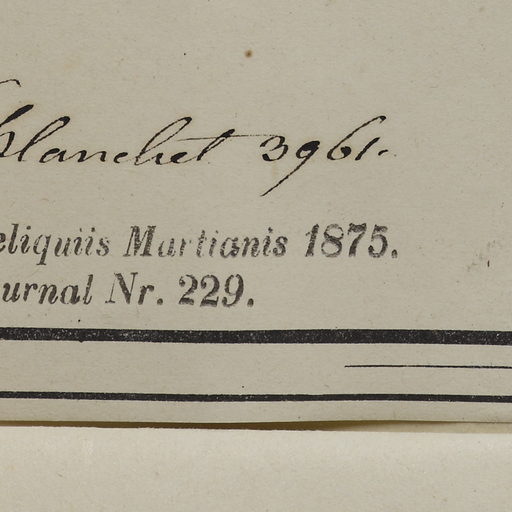 Blanchet 3961.
eliquiis Martianis 1875.
urnal Nr. 229.